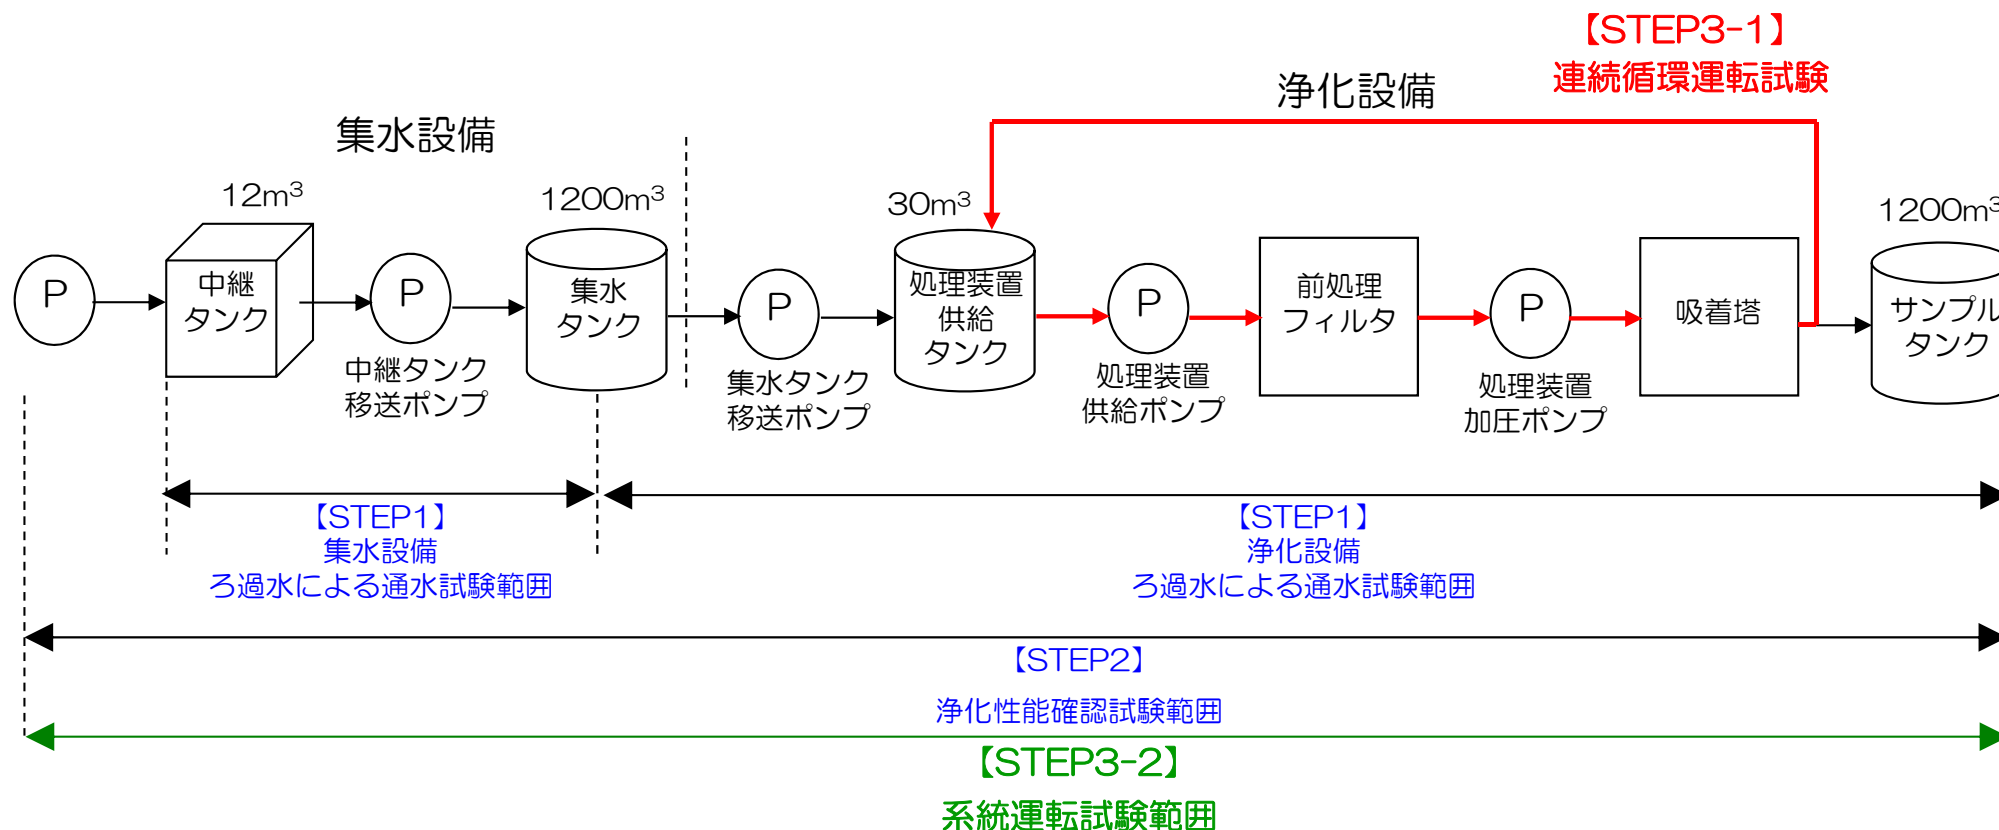 【STEP3-1】
連続循環運転試験
浄化設備
集水設備
12m³
1200m³
30m³
1200m³
P
中継
タンク
P
中継タンク
移送ポンプ
集水
タンク
P
集水タンク
移送ポンプ
処理装置
供給
タンク
P
処理装置
供給ポンプ
前処理
フィルタ
P
処理装置
加圧ポンプ
吸着塔
サンプル
タンク
【STEP1】
集水設備
ろ過水による通水試験範囲
【STEP1】
浄化設備
ろ過水による通水試験範囲
【STEP2】
浄化性能確認試験範囲
【STEP3-2】
系統運転試験範囲